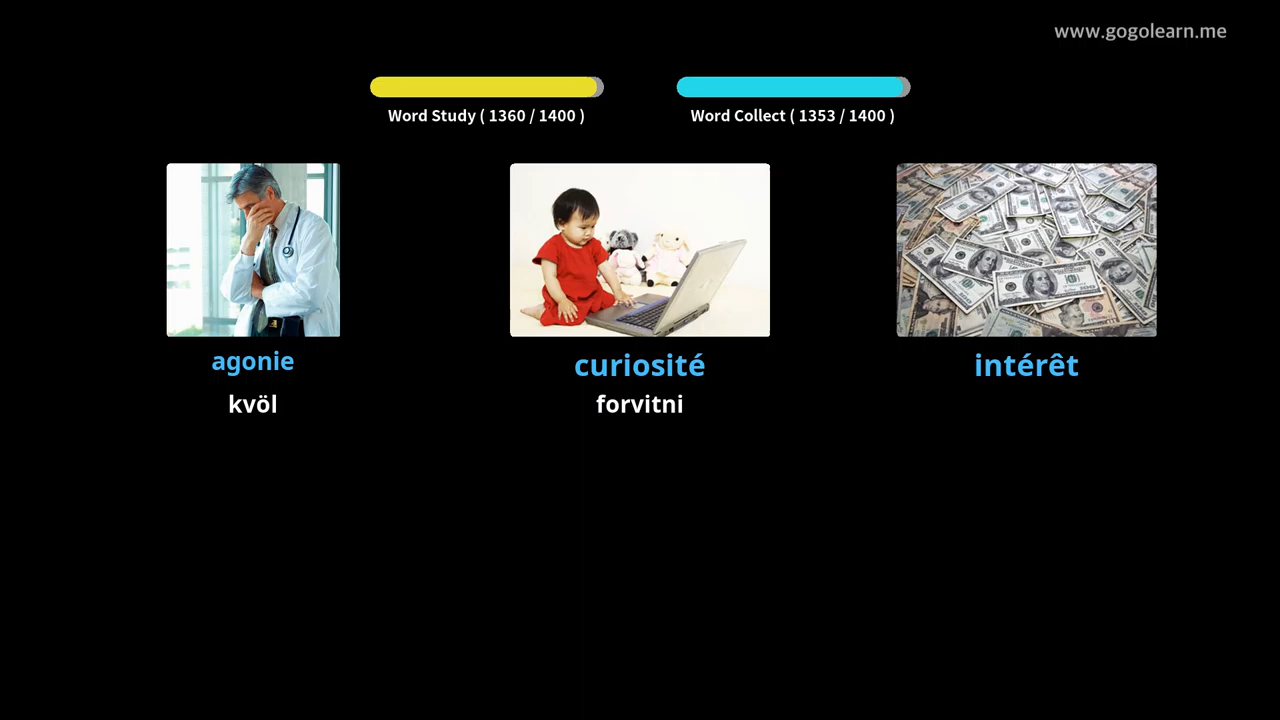 www.gogolearn.me
Word Study ( 1360 / 1400 )
Word Collect ( 1353 / 1400 )
agonie
curiosité
intérêt
kvöl
forvitni